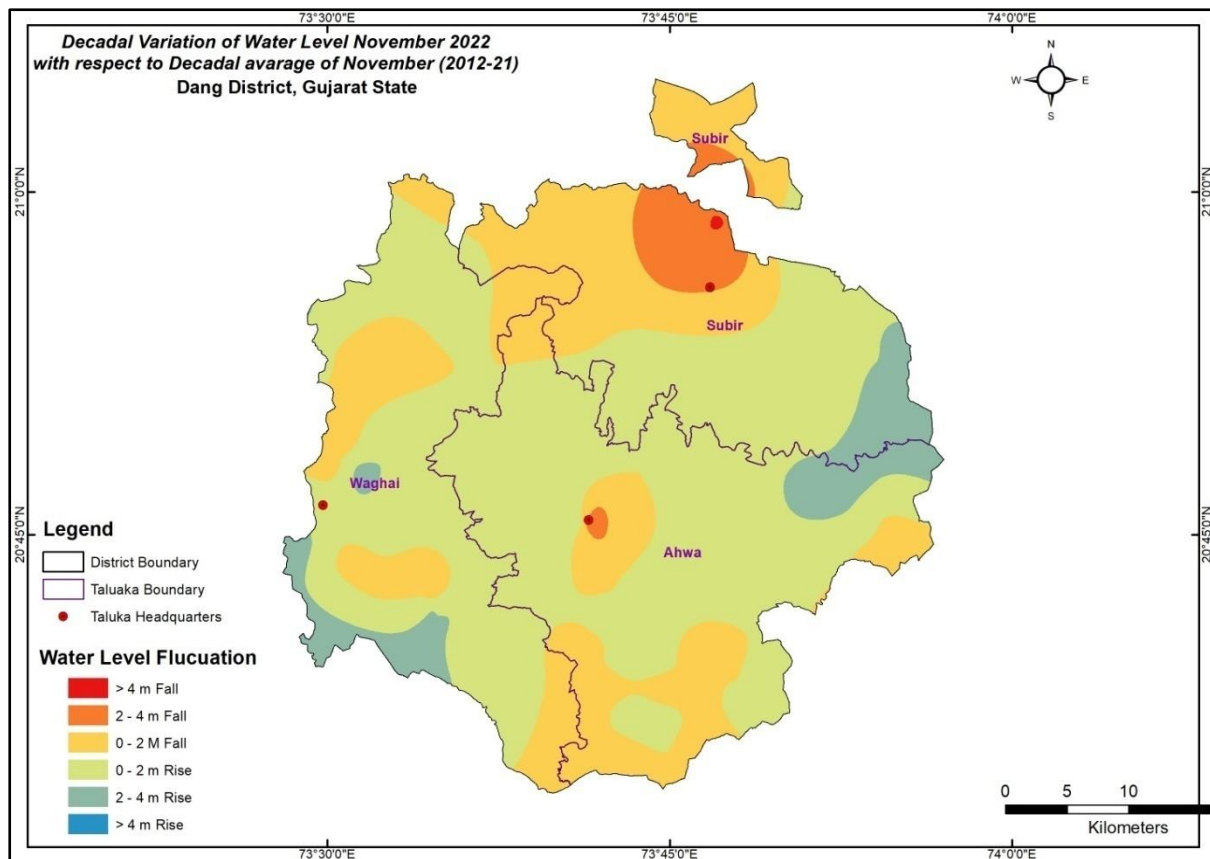 73°30'0"E
73°45'0"E
74°0'0"E
Decadal Variation of Water Level November 2022
with respect to Decadal avarage of November (2012-21)
Dang District, Gujarat State
N
W
E
S
Subir
21°0'0"N
21°0'0"N
Subir
Waghai
Ahwa
20°45'0"N
20°45'0"N
Legend
District Boundary
Taluaka Boundary
Taluka Headquarters
Water Level Flucuation
> 4 m Fall
2 - 4 m Fall
0 - 2 M Fall
0 - 2 m Rise
2 - 4 m Rise
> 4 m Rise
0 5 10
Kilometers
73°30'0"E
73°45'0"E
74°0'0"E